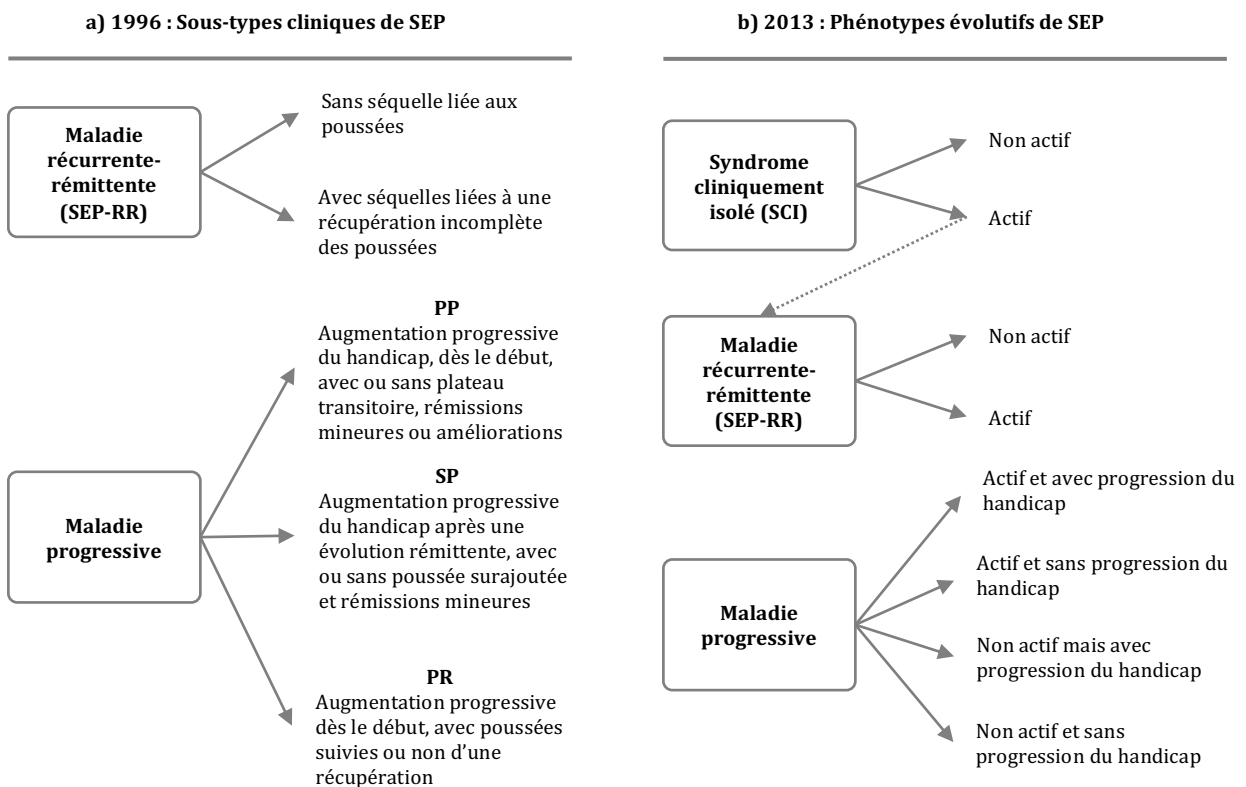 a) 1996 : Sous-types cliniques de SEP
Maladie
récurrente-
rémittente
(SEP-RR)
Sans séquelle liée aux
poussées
Avec séquelles liées à une
récupération incomplète
des poussées
Maladie
progressive
PP
Augmentation progressive
du handicap, dès le début,
avec ou sans plateau
transitoire, rémissions
mineures ou améliorations
SP
Augmentation progressive
du handicap après une
évolution rémittente, avec
ou sans poussée surajoutée
et rémissions mineures
PR
Augmentation progressive
dès le début, avec poussées
suivies ou non d’une
récupération
b) 2013 : Phénotypes évolutifs de SEP
Syndrome
cliniquement
isolé (SCI)
Non actif
Actif
Maladie
récurrente-
rémittente
(SEP-RR)
Non actif
Actif
Maladie
progressive
Actif et avec progression du
handicap
Actif et sans progression du
handicap
Non actif mais avec
progression du handicap
Non actif et sans
progression du handicap